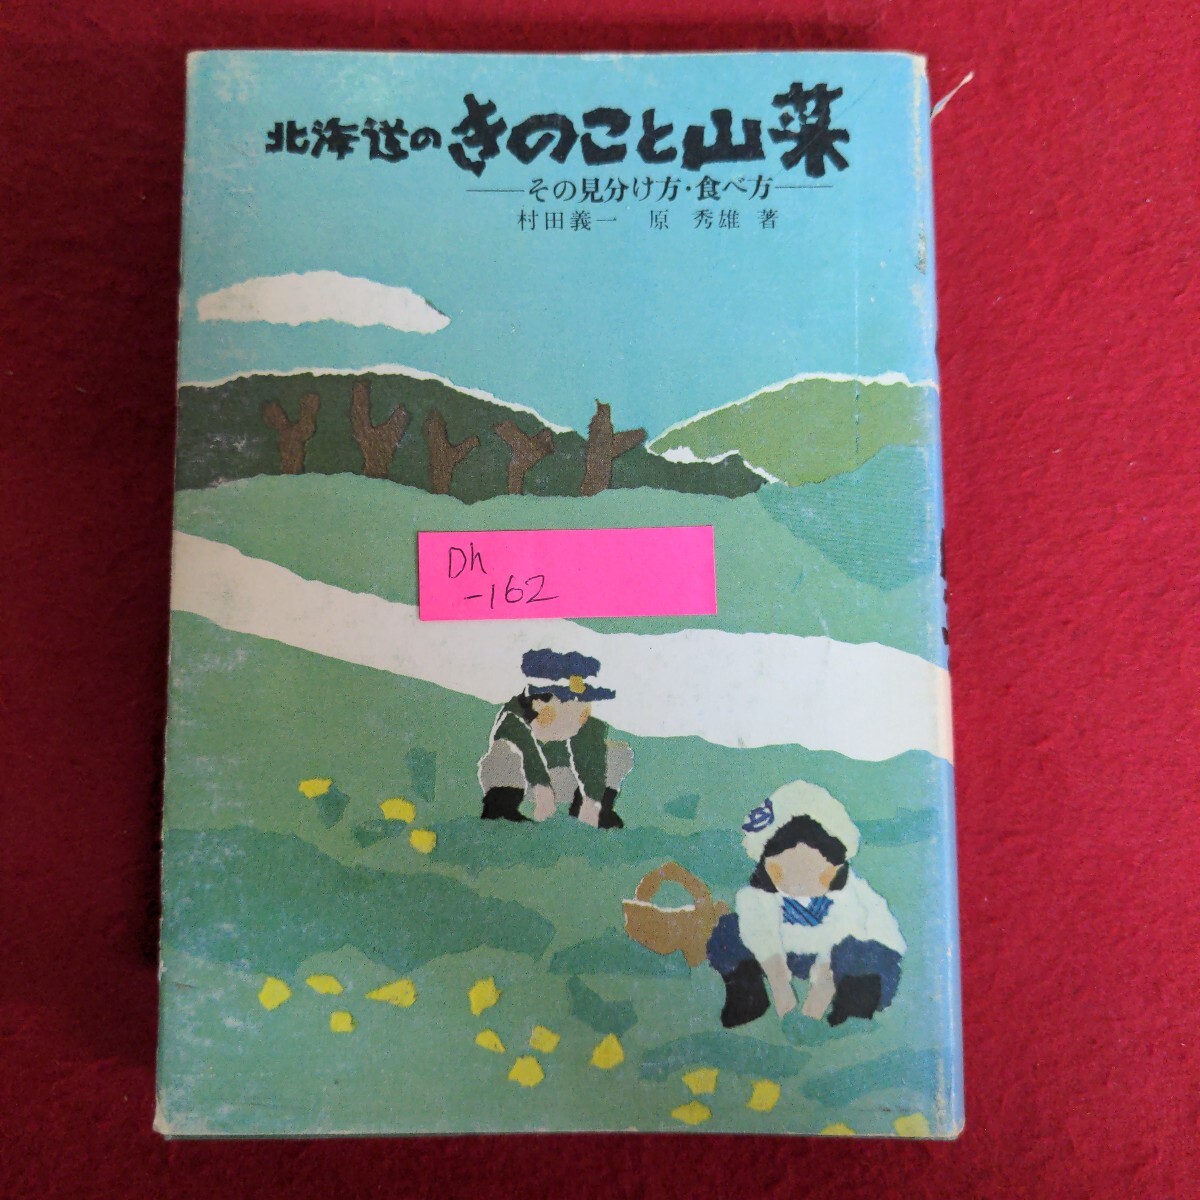 北海道のきのこと山菜
―その見分け方・食べ方―
村田義一 原 秀雄 著
Dh
-162